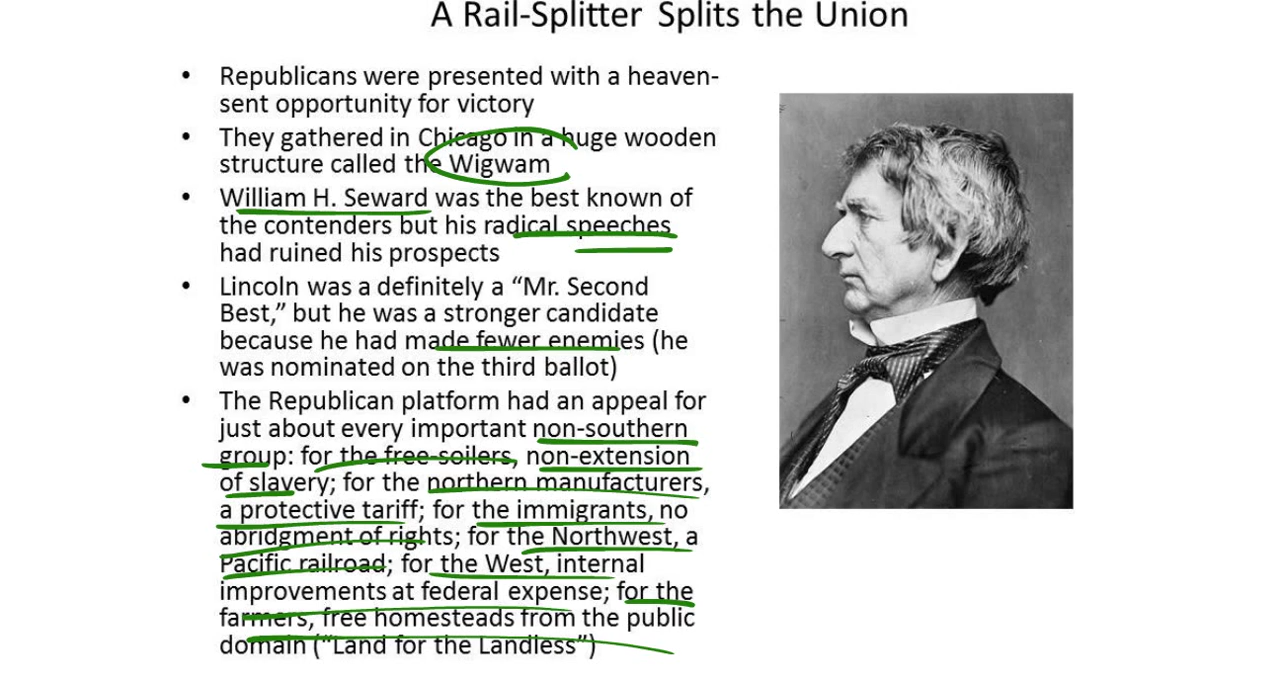 A Rail-Splitter Splits the Union
• Republicans were presented with a heaven-
sent opportunity for victory
• They gathered in Chicago in a huge wooden
structure called the Wigwam
• William H. Seward was the best known of
the contenders but his radical speeches
had ruined his prospects
• Lincoln was a definitely a “Mr. Second
Best,” but he was a stronger candidate
because he had made fewer enemies (he
was nominated on the third ballot)
• The Republican platform had an appeal for
just about every important non-southern
group: for the free-soilers, non-extension
of slavery; for the northern manufacturers,
a protective tariff; for the immigrants, no
abridgment of rights; for the Northwest, a
Pacific railroad; for the West, internal
improvements at federal expense; for the
farmers, free homesteads from the public
domain (“Land for the Landless”)